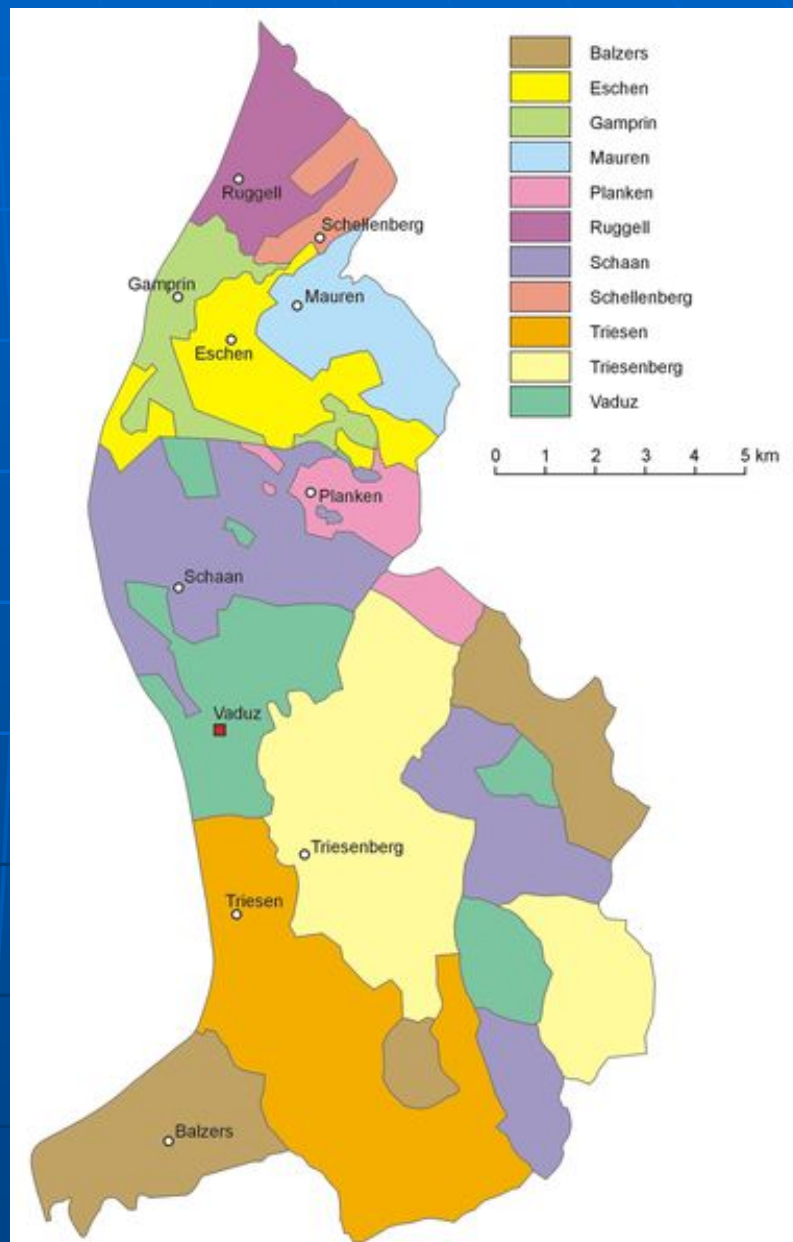 Balzers
Eschen
Gamprin
Mauren
Planken
Ruggell
Schaan
Schellenberg
Triesen
Triesenberg
Vaduz
0 1 2 3 4 5 km
Ruggell
Schellenberg
Gamprin
Mauren
Eschen
Planken
Schaan
Vaduz
Triesenberg
Triesen
Balzers